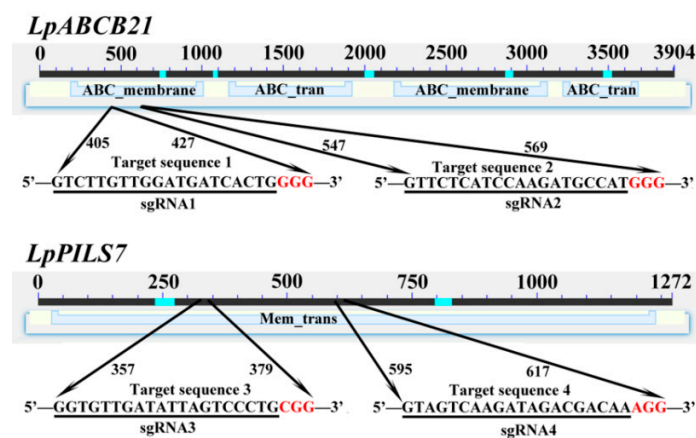 LpABCB21
0 500 1000 1500 2000 2500 3000 3500 3904
ABC_membrane ABC_tran ABC_membrane ABC_tran
405 427 547 569
Target sequence 1 Target sequence 2
5’—GTCTTGTTGGATGATCACTGGGG—3’ 5’—GTTCTCATCCAAGATGCCATGGG—3’
sgRNA1 sgRNA2
LpPILS7
0 250 500 750 1000 1272
Mem_trans
357 379 595 617
Target sequence 3 Target sequence 4
5’—GGTGTTGATATTAGTCCCTGCGG—3’ 5’—GTAGTCAAGATAGACGACAAAGG—3’
sgRNA3 sgRNA4